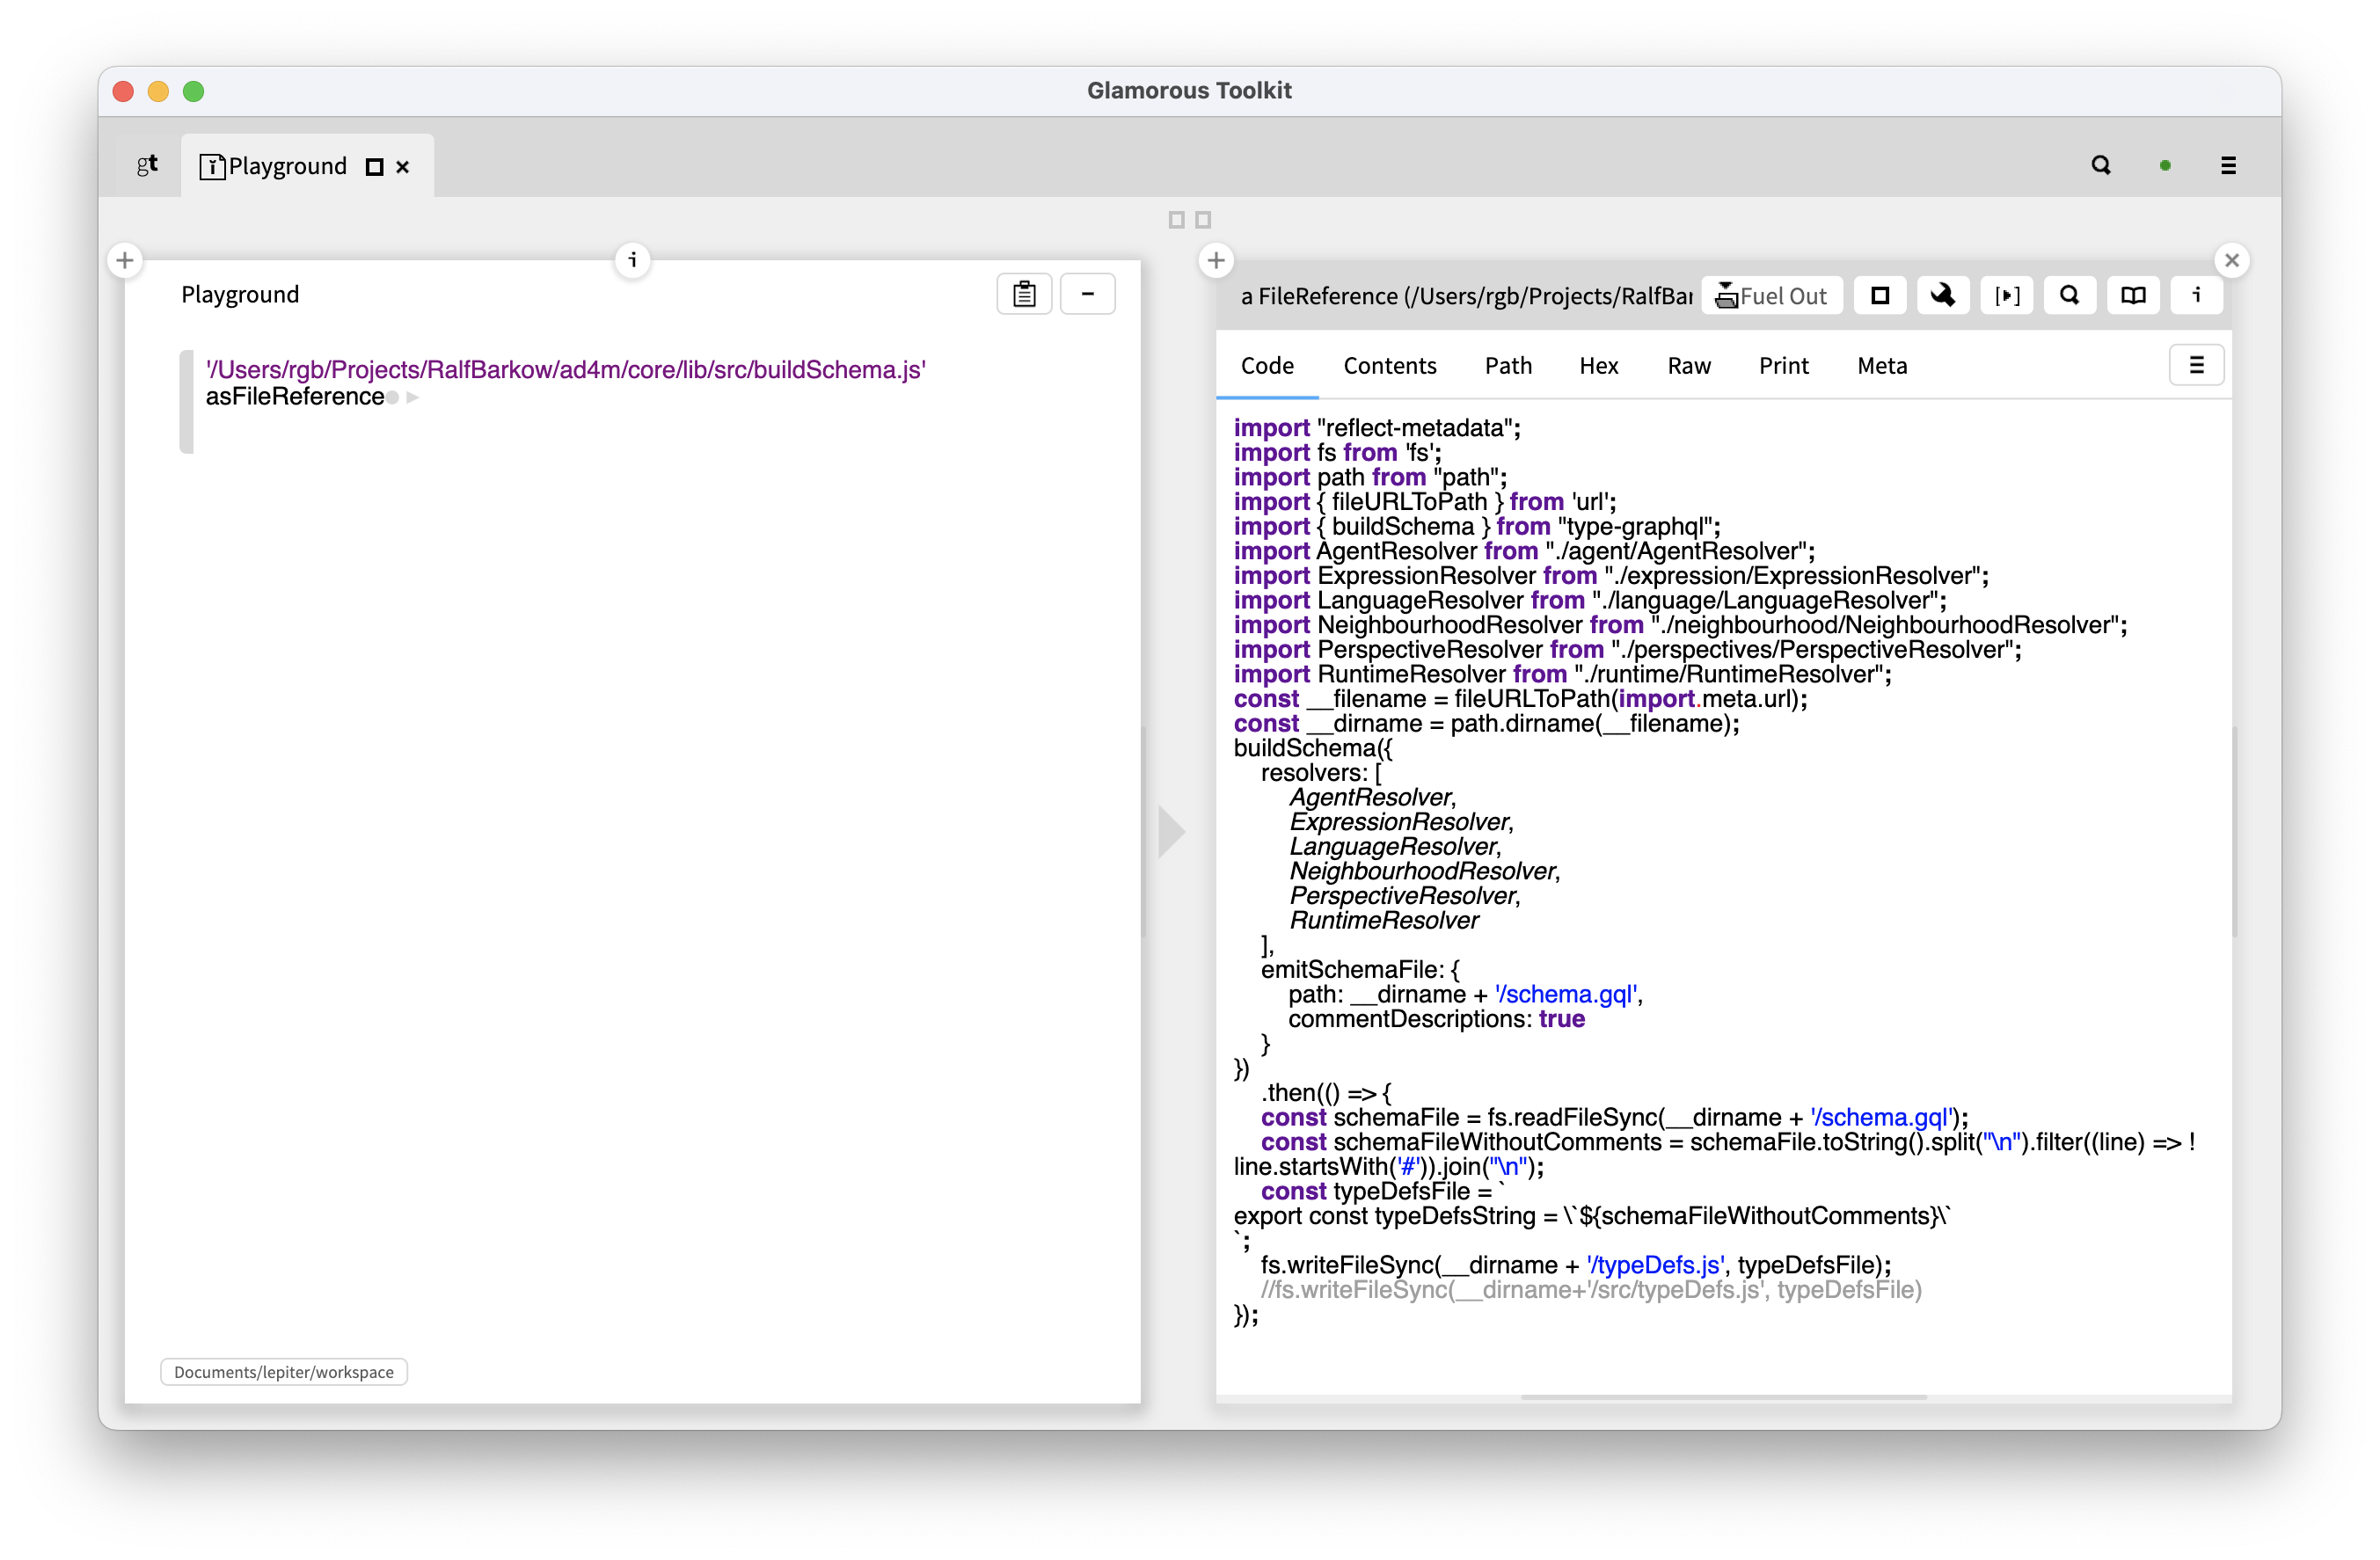 Glamorous Toolkit
gt
Playground
Playground
'/Users/rgb/Projects/RalfBarkow/ad4m/core/lib/src/buildSchema.js'
asFileReference
Documents/lepiter/workspace
a FileReference (/Users/rgb/Projects/RalfBar
Fuel Out
i
Code Contents Path Hex Raw Print Meta
import "reflect-metadata";
import fs from 'fs';
import path from "path";
import { fileURLToPath } from 'url';
import { buildSchema } from "type-graphql";
import AgentResolver from "./agent/AgentResolver";
import ExpressionResolver from "./expression/ExpressionResolver";
import LanguageResolver from "./language/LanguageResolver";
import NeighbourhoodResolver from "./neighbourhood/NeighbourhoodResolver";
import PerspectiveResolver from "./perspectives/PerspectiveResolver";
import RuntimeResolver from "./runtime/RuntimeResolver";
const __filename = fileURLToPath(import.meta.url);
const __dirname = path.dirname(__filename);
buildSchema({
    resolvers: [
        AgentResolver,
        ExpressionResolver,
        LanguageResolver,
        NeighbourhoodResolver,
        PerspectiveResolver,
        RuntimeResolver
    ],
    emitSchemaFile: {
        path: __dirname + '/schema.gql',
        commentDescriptions: true
    }
})
    .then(() => {
    const schemaFile = fs.readFileSync(__dirname + '/schema.gql');
    const schemaFileWithoutComments = schemaFile.toString().split("\n").filter((line) => !
line.startsWith('#')).join("\n");
    const typeDefsFile = `
export const typeDefsString = \`${schemaFileWithoutComments}\`
`;
    fs.writeFileSync(__dirname + '/typeDefs.js', typeDefsFile);
    //fs.writeFileSync(__dirname+'/src/typeDefs.js', typeDefsFile)
});